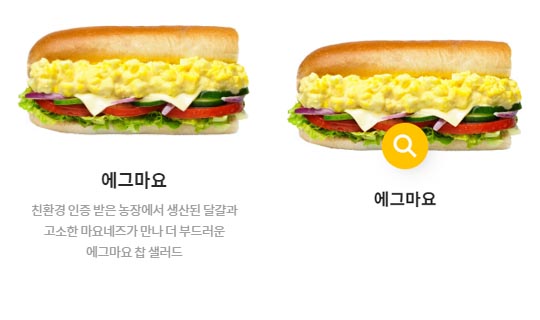 에그마요
친환경 인증 받은 농장에서 생산된 달걀과
고소한 마요네즈가 만나 더 부드러운
에그마요 찹 샐러드
에그마요